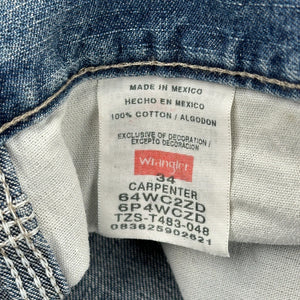 MADE IN MEXICO
HECHO EN MEXICO
100% COTTON / ALGODON
EXCLUSIVE OF DECORATION /
EXCEPTO DECORACIÓN
Wrangler
34
CARPENTER
64WC2ZD
6P4WCZD
TZS-T483-048
083625902621